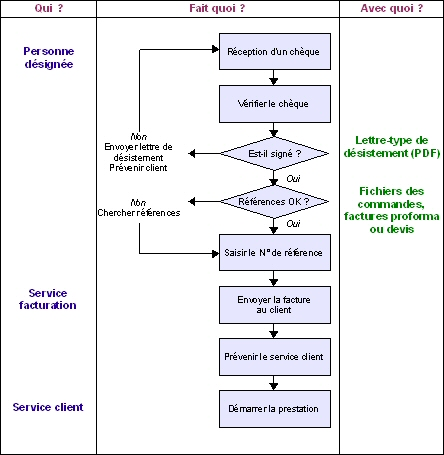 Qui ?
Fait quoi ?
Avec quoi ?
Personne
désignée
Réception d'un chèque
Vérifier le chèque
Non
Envoyer lettre de
désistement
Prévenir client
Est-il signé ?
Lettre-type de
désistement (PDF)
Oui
Non
Chercher références
Références OK ?
Fichiers des
commandes,
factures proforma
ou devis
Oui
Saisir le N° de référence
Service
facturation
Envoyer la facture
au client
Prévenir le service client
Service client
Démarrer la prestation